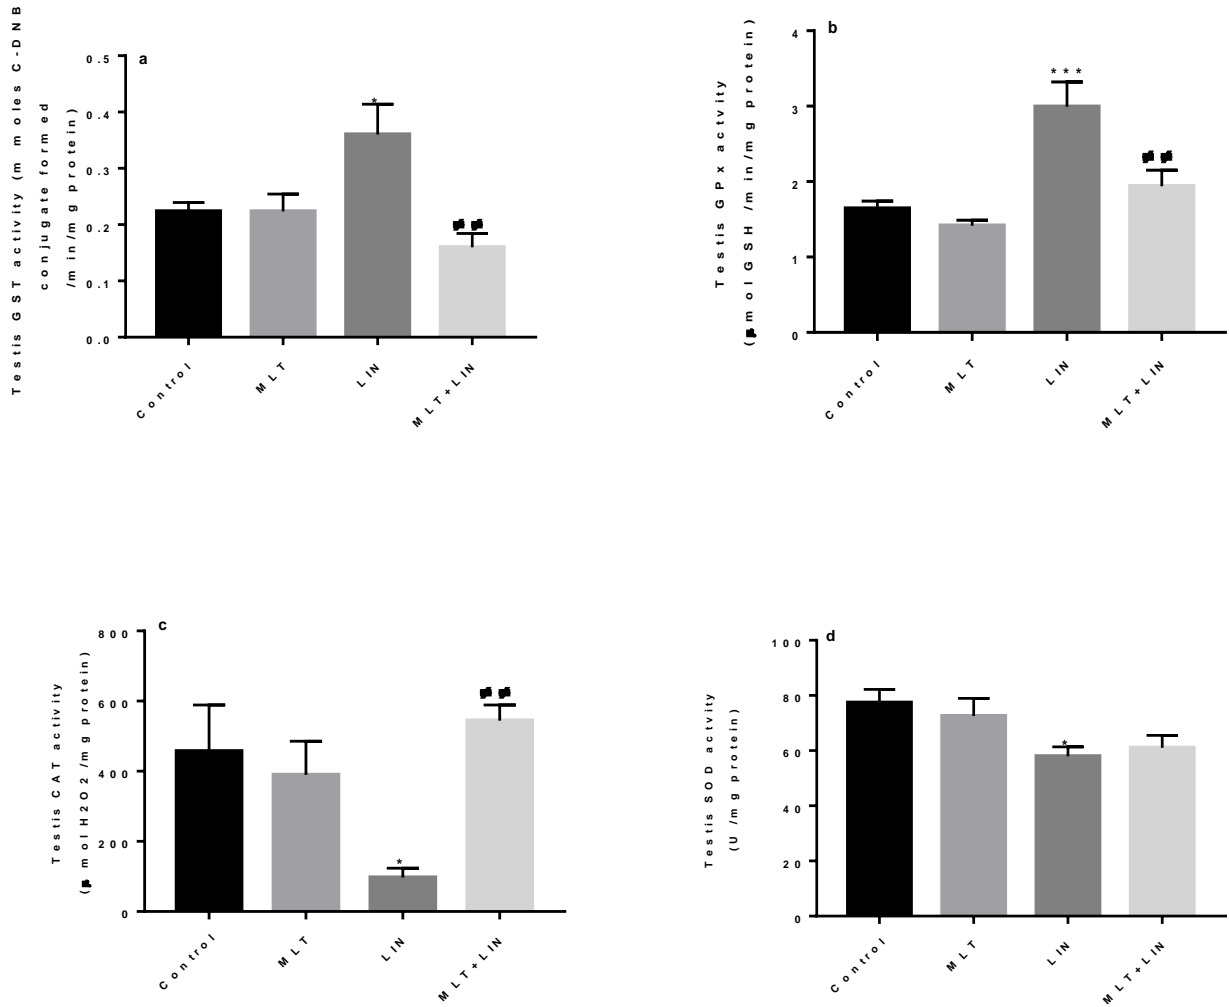 a
Testis GST activity (m moles C-DNB
conjugate formed
/min/mg protein)
0.5
0.4
0.3
0.2
0.1
0.0
*
Control
MLT
LIN
MLT+LIN
b
Testis GPx actvity
mol GSH /min/mg protein)
4
3
2
1
0
***
Control
MLT
LIN
MLT+LIN
c
Testis CAT activity
mol H2O2 /mg protein)
800
600
400
200
0
*
Control
MLT
LIN
MLT+LIN
d
Testis SOD actvity
(U /mg protein)
100
80
60
40
20
0
*
Control
MLT
LIN
MLT+LIN